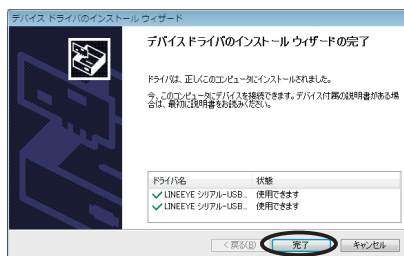 デバイス ドライバのインストール ウィザード
デバイス ドライバのインストール ウィザードの完了
ドライバは、正しくこのコンピュータにインストールされました。
今、このコンピュータにデバイスを接続できます。デバイス付属の説明書がある場
合は、最初に説明書をお読みください。
ドライバ名 状態
LINEEYE シリアル-USB... 使用できます
LINEEYE シリアル-USB... 使用できます
< 戻る(B) 完了 キャンセル